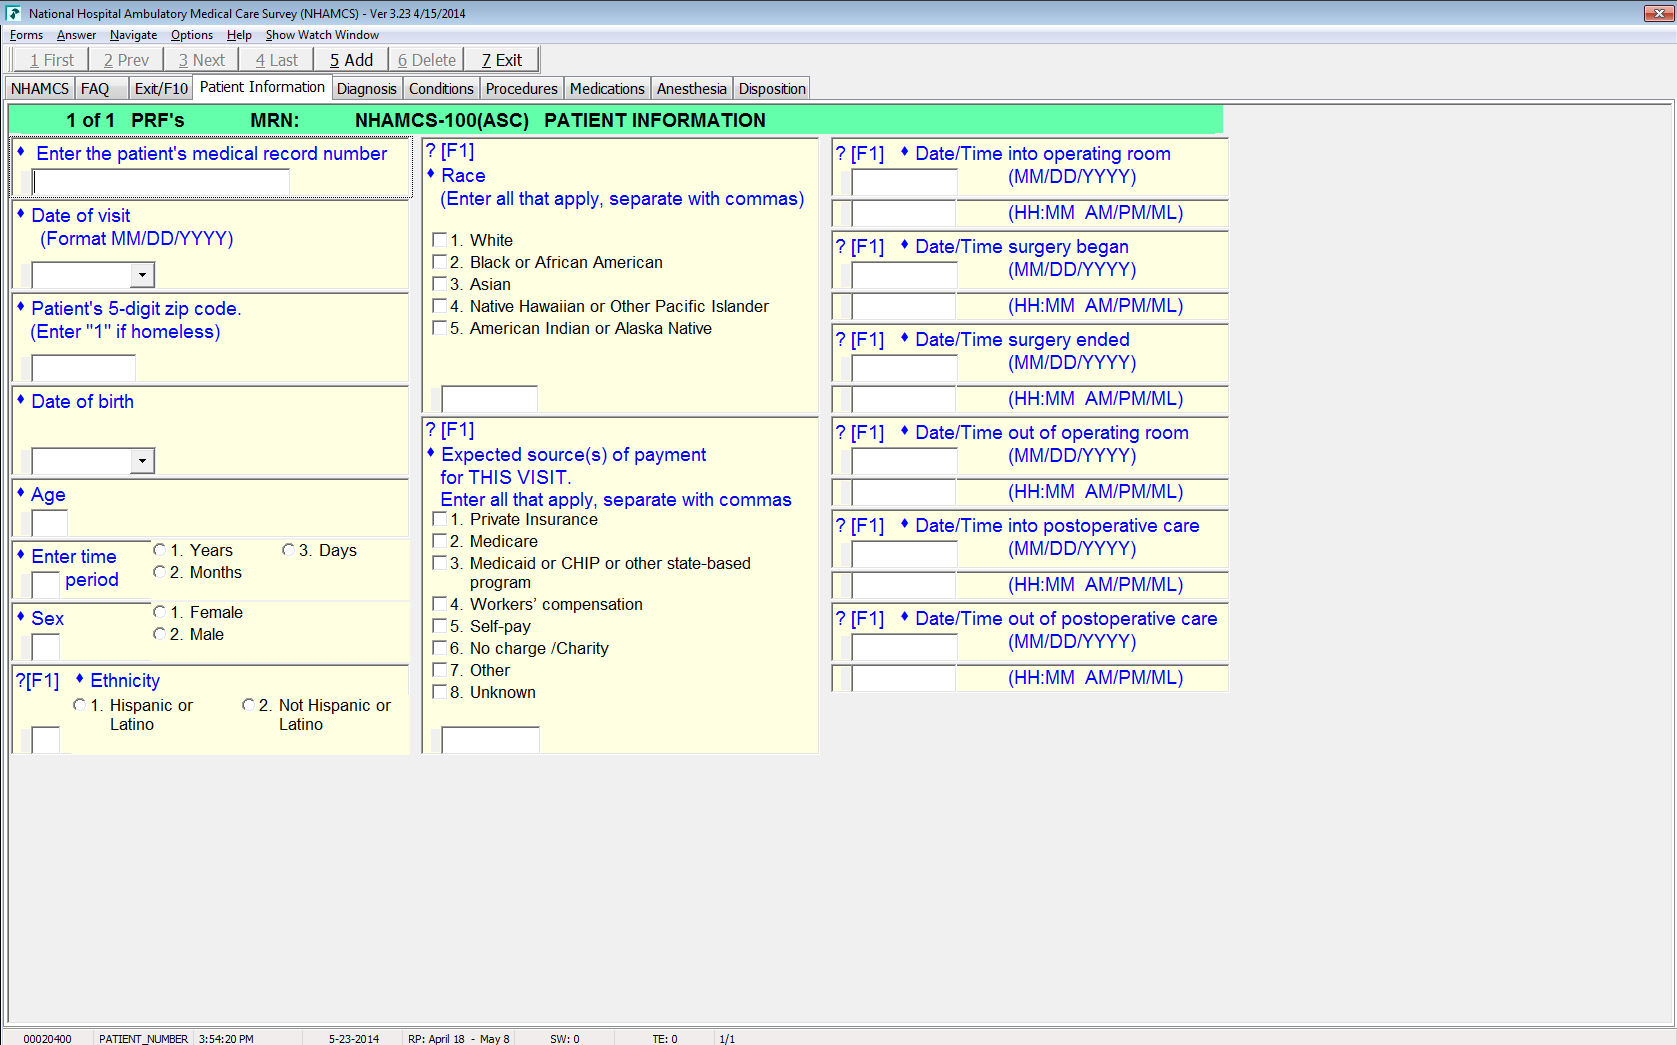 National Hospital Ambulatory Medical Care Survey (NHAMCS) - Ver 3.23 4/15/2014
Forms Answer Navigate Options Help Show Watch Window
1 First 2 Prev 3 Next 4 Last 5 Add 6 Delete 7 Exit
NHAMCS FAQ Exit/F10 Patient Information Diagnosis Conditions Procedures Medications Anesthesia Disposition
1 of 1 PRF's MRN: NHAMCS-100(ASC) PATIENT INFORMATION
♦ Enter the patient's medical record number
♦ Date of visit
(Format MM/DD/YYYY)
♦ Patient's 5-digit zip code.
(Enter "1" if homeless)
♦ Date of birth
♦ Age
♦ Enter time
period
1. Years
2. Months
3. Days
♦ Sex
1. Female
2. Male
?[F1] ♦ Ethnicity
1. Hispanic or
Latino
2. Not Hispanic or
Latino
? [F1]
♦ Race
(Enter all that apply, separate with commas)
1. White
2. Black or African American
3. Asian
4. Native Hawaiian or Other Pacific Islander
5. American Indian or Alaska Native
? [F1]
♦ Expected source(s) of payment
for THIS VISIT.
Enter all that apply, separate with commas
1. Private Insurance
2. Medicare
3. Medicaid or CHIP or other state-based
program
4. Workers’ compensation
5. Self-pay
6. No charge /Charity
7. Other
8. Unknown
? [F1] ♦ Date/Time into operating room
(MM/DD/YYYY)
(HH:MM AM/PM/ML)
? [F1] ♦ Date/Time surgery began
(MM/DD/YYYY)
(HH:MM AM/PM/ML)
? [F1] ♦ Date/Time surgery ended
(MM/DD/YYYY)
(HH:MM AM/PM/ML)
? [F1] ♦ Date/Time out of operating room
(MM/DD/YYYY)
(HH:MM AM/PM/ML)
? [F1] ♦ Date/Time into postoperative care
(MM/DD/YYYY)
(HH:MM AM/PM/ML)
? [F1] ♦ Date/Time out of postoperative care
(MM/DD/YYYY)
(HH:MM AM/PM/ML)
00020400 PATIENT_NUMBER 3:54:20 PM 5-23-2014 RP: April 18 - May 8 SW: 0 TE: 0 1/1